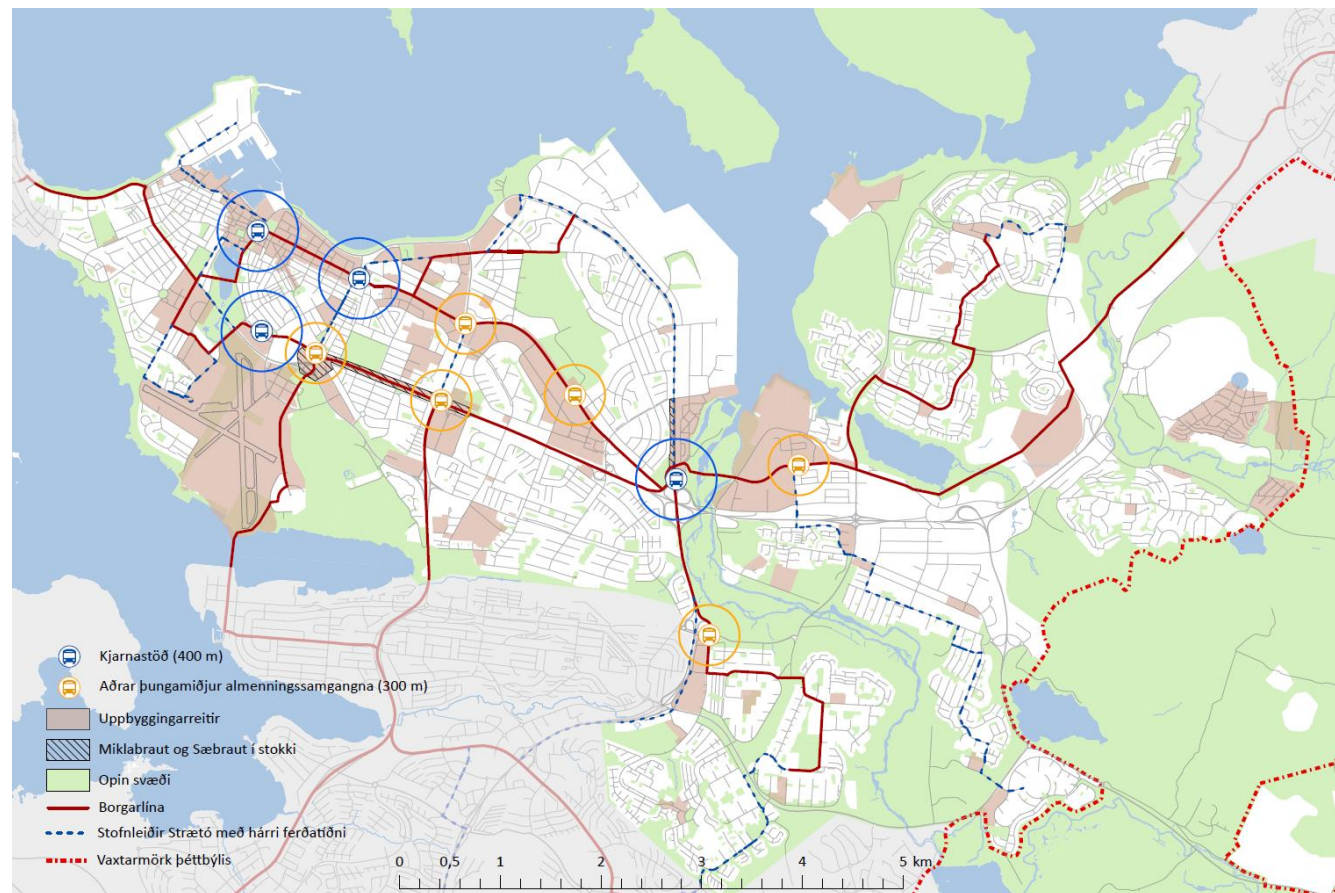 Kjarnastöð (400 m)
Aðrar þungamiðjur almenningssamgangna (300 m)
Uppbyggingarreitir
Miklabraut og Sæbraut í stokki
Opin svæði
Borgarlína
Stofnleiðir Strætó með hárri ferðatíðni
Vaxtarmörk þéttbýlis
0 0,5 1 2 3 4 5 km